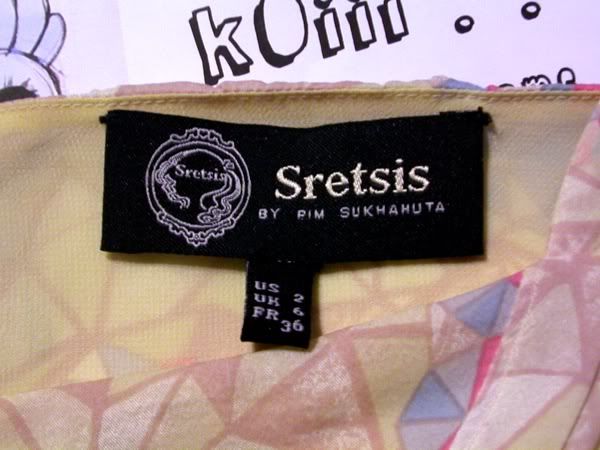 kOiii . .
Sretsis
Sretsis
BY PIM SUKHAHUTA
US 2
UK 6
FR 36